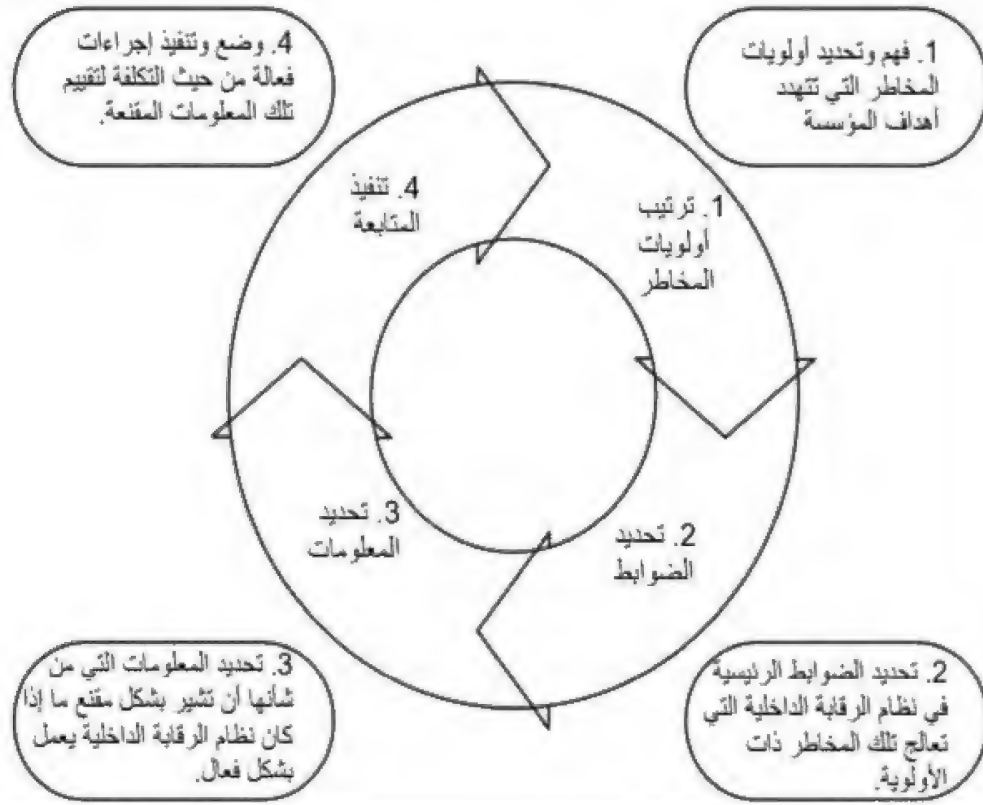 1. فهم وتحديد أولويات
المخاطر التي تتهدد
أهداف المؤسسة
4. وضع وتنفيذ إجراءات
فعالة من حيث التكلفة لتقييم
تلك المعلومات المقنعة.
1. ترتيب
أولويات
المخاطر
4. تنفيذ
المتابعة
2. تحديد
الضوابط
3. تحديد
المعلومات
2. تحديد الضوابط الرئيسية
في نظام الرقابة الداخلية التي
تعالج تلك المخاطر ذات
الأولوية.
3. تحديد المعلومات التي من
شأنها أن تشير بشكل مقنع ما إذا
كان نظام الرقابة الداخلية يعمل
بشكل فعال.